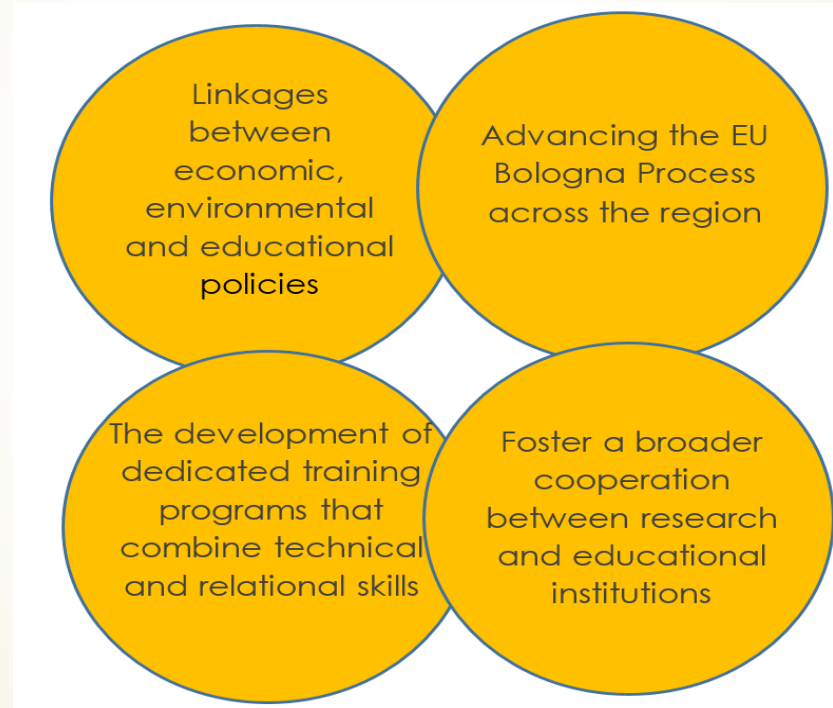 Linkages
between
economic,
environmental
and educational
policies
Advancing the EU
Bologna Process
across the region
The development of
dedicated training
programs that
combine technical
and relational skills
Foster a broader
cooperation
between research
and educational
institutions